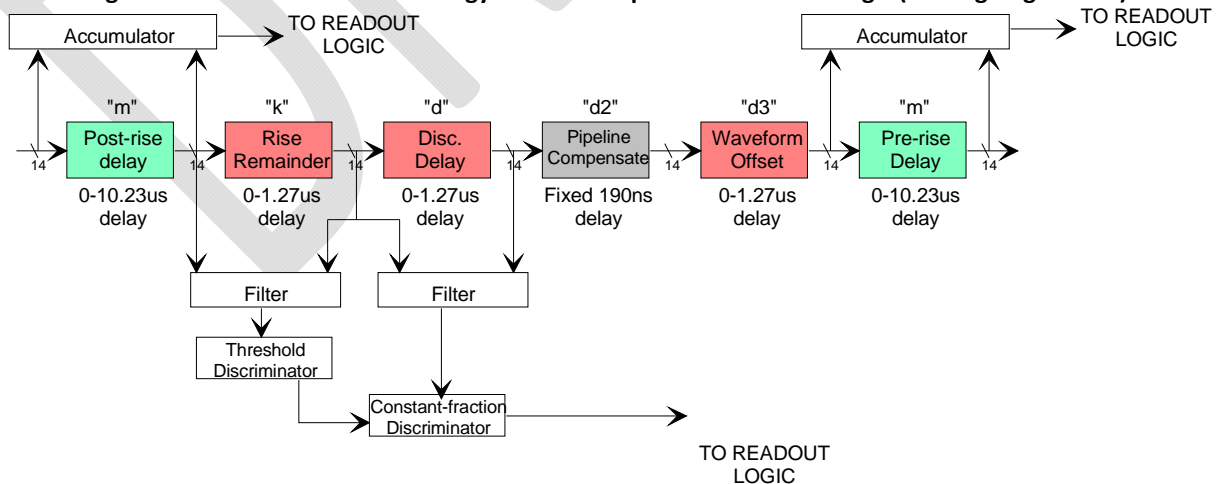 TO READOUT
LOGIC
TO READOUT
LOGIC
Accumulator
Accumulator
"m"
"k"
"d"
"d2"
"d3"
"m"
Post-rise
delay
Rise
Remainder
Disc.
Delay
Pipeline
Compensate
Waveform
Offset
Pre-rise
Delay
14
14
14
14
14
14
14
0-10.23us
delay
0-1.27us
delay
0-1.27us
delay
Fixed 190ns
delay
0-1.27us
delay
0-10.23us
delay
Filter
Filter
Threshold
Discriminator
Constant-fraction
Discriminator
TO READOUT
LOGIC